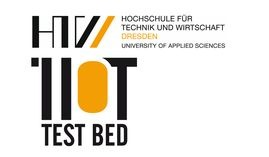 HTW
HOCHSCHULE FÜR
TECHNIK UND WIRTSCHAFT
DRESDEN
UNIVERSITY OF APPLIED SCIENCES
IIOT
TEST BED